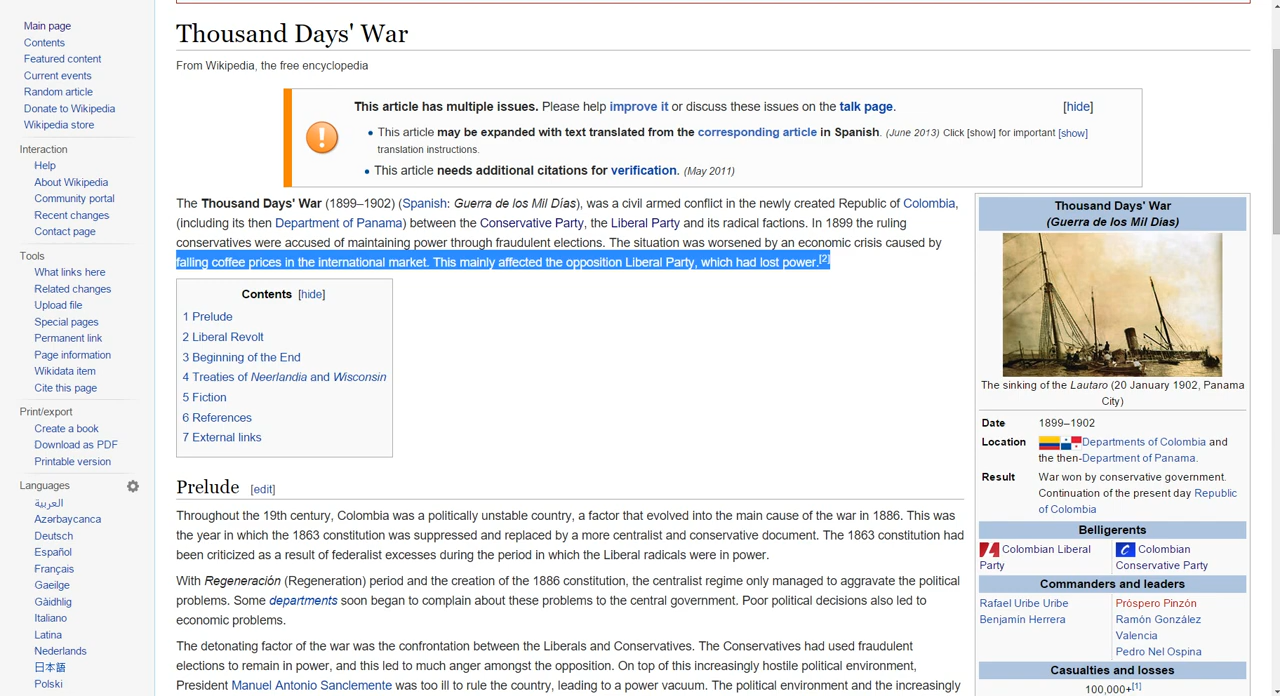 Main page
Contents
Featured content
Current events
Random article
Donate to Wikipedia
Wikipedia store
Interaction
Help
About Wikipedia
Community portal
Recent changes
Contact page
Tools
What links here
Related changes
Upload file
Special pages
Permanent link
Page information
Wikidata item
Cite this page
Print/export
Create a book
Download as PDF
Printable version
Languages
العربية
Azərbaycanca
Deutsch
Español
Français
Gaeilge
Gàidhlig
Italiano
Latina
Nederlands
日本語
Polski
Thousand Days' War
From Wikipedia, the free encyclopedia
This article has multiple issues. Please help improve it or discuss these issues on the talk page. [hide]
• This article may be expanded with text translated from the corresponding article in Spanish. (June 2013) Click [show] for important [show]
translation instructions.
• This article needs additional citations for verification. (May 2011)
The Thousand Days' War (1899–1902) (Spanish: Guerra de los Mil Días), was a civil armed conflict in the newly created Republic of Colombia,
(including its then Department of Panama) between the Conservative Party, the Liberal Party and its radical factions. In 1899 the ruling
conservatives were accused of maintaining power through fraudulent elections. The situation was worsened by an economic crisis caused by
falling coffee prices in the international market. This mainly affected the opposition Liberal Party, which had lost power.[2]
Contents [hide]
1 Prelude
2 Liberal Revolt
3 Beginning of the End
4 Treaties of Neerlandia and Wisconsin
5 Fiction
6 References
7 External links
Prelude [edit]
Throughout the 19th century, Colombia was a politically unstable country, a factor that evolved into the main cause of the war in 1886. This was
the year in which the 1863 constitution was suppressed and replaced by a more centralist and conservative document. The 1863 constitution had
been criticized as a result of federalist excesses during the period in which the Liberal radicals were in power.
With Regeneración (Regeneration) period and the creation of the 1886 constitution, the centralist regime only managed to aggravate the political
problems. Some departments soon began to complain about these problems to the central government. Poor political decisions also led to
economic problems.
The detonating factor of the war was the confrontation between the Liberals and Conservatives. The Conservatives had used fraudulent
elections to remain in power, and this led to much anger amongst the opposition. On top of this increasingly hostile political environment,
President Manuel Antonio Sanclemente was too ill to rule the country, leading to a power vacuum. The political environment and the increasingly
Thousand Days' War
(Guerra de los Mil Días)
The sinking of the Lautaro (20 January 1902, Panama
City)
Date 1899–1902
Location Departments of Colombia and
the then-Department of Panama.
Result War won by conservative government.
Continuation of the present day Republic
of Colombia
Belligerents
Colombian Liberal
Party
Colombian
Conservative Party
Commanders and leaders
Rafael Uribe Uribe
Benjamín Herrera
Próspero Pinzón
Ramón González
Valencia
Pedro Nel Ospina
Casualties and losses
100,000+[1]